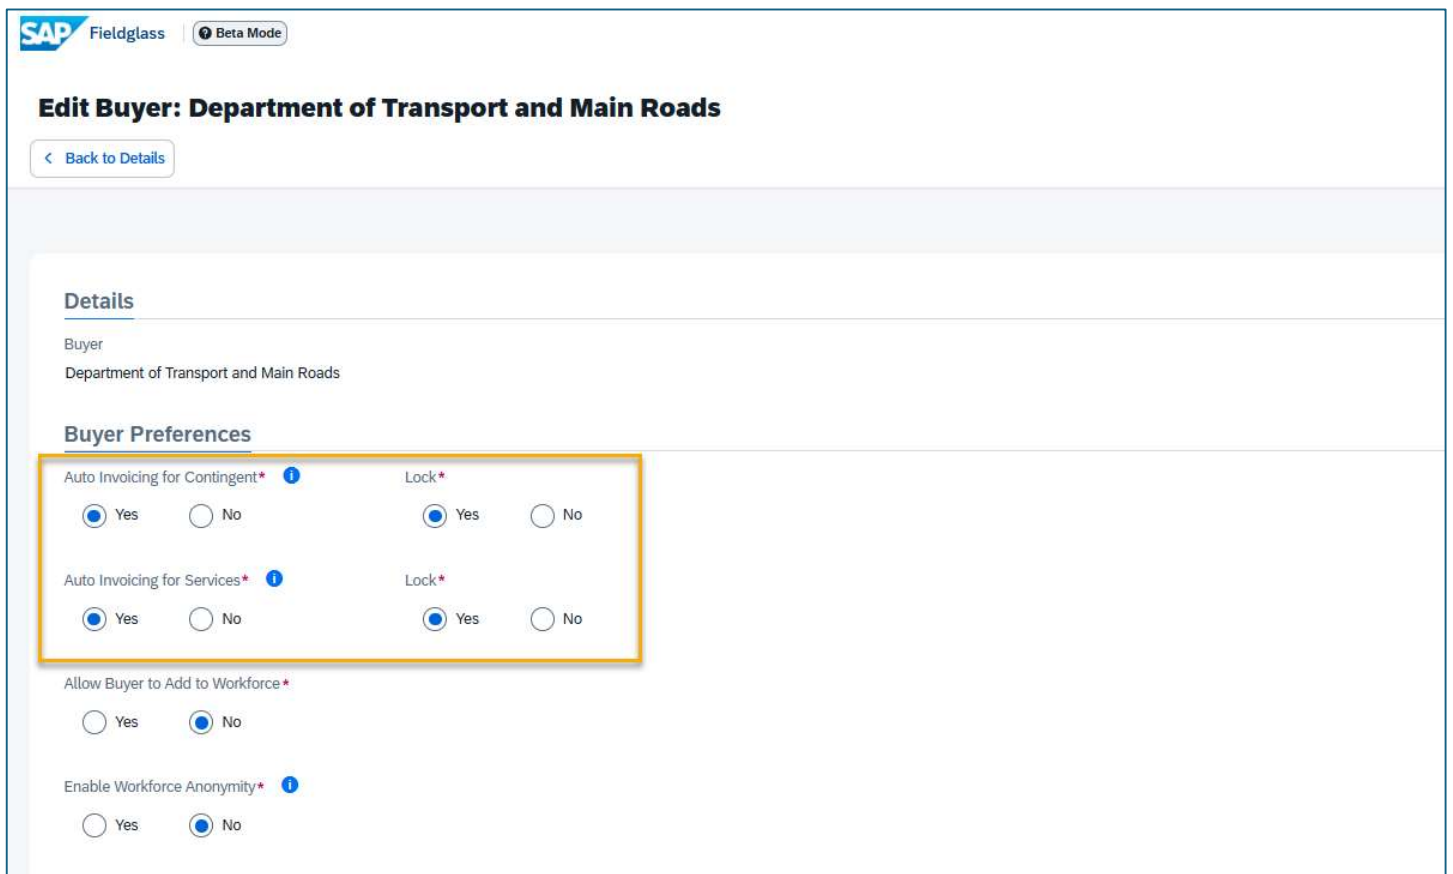 SAP Fieldglass ? Beta Mode
Edit Buyer: Department of Transport and Main Roads
< Back to Details
Details
Buyer
Department of Transport and Main Roads
Buyer Preferences
Auto Invoicing for Contingent* i Lock*
Yes No Yes No
Auto Invoicing for Services* i Lock*
Yes No Yes No
Allow Buyer to Add to Workforce*
Yes No
Enable Workforce Anonymity* i
Yes No